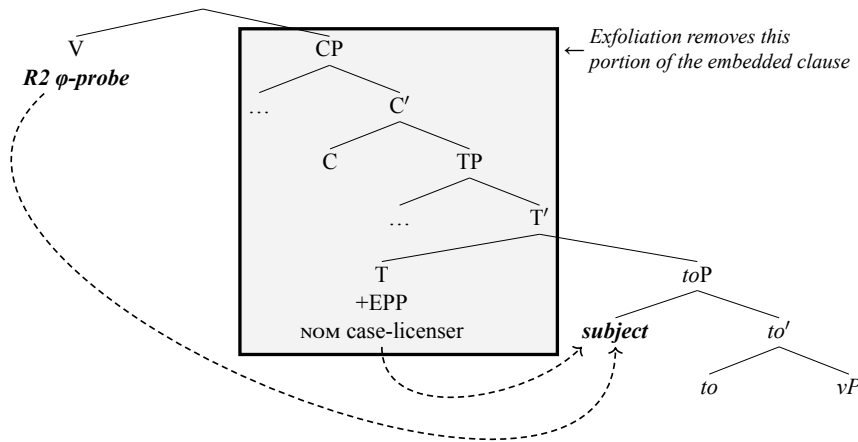 V CP
R2 φ-probe
← Exfoliation removes this
portion of the embedded clause
… C′
C TP
… T′
T toP
+EPP
NOM case-licenser
subject to′
to vP